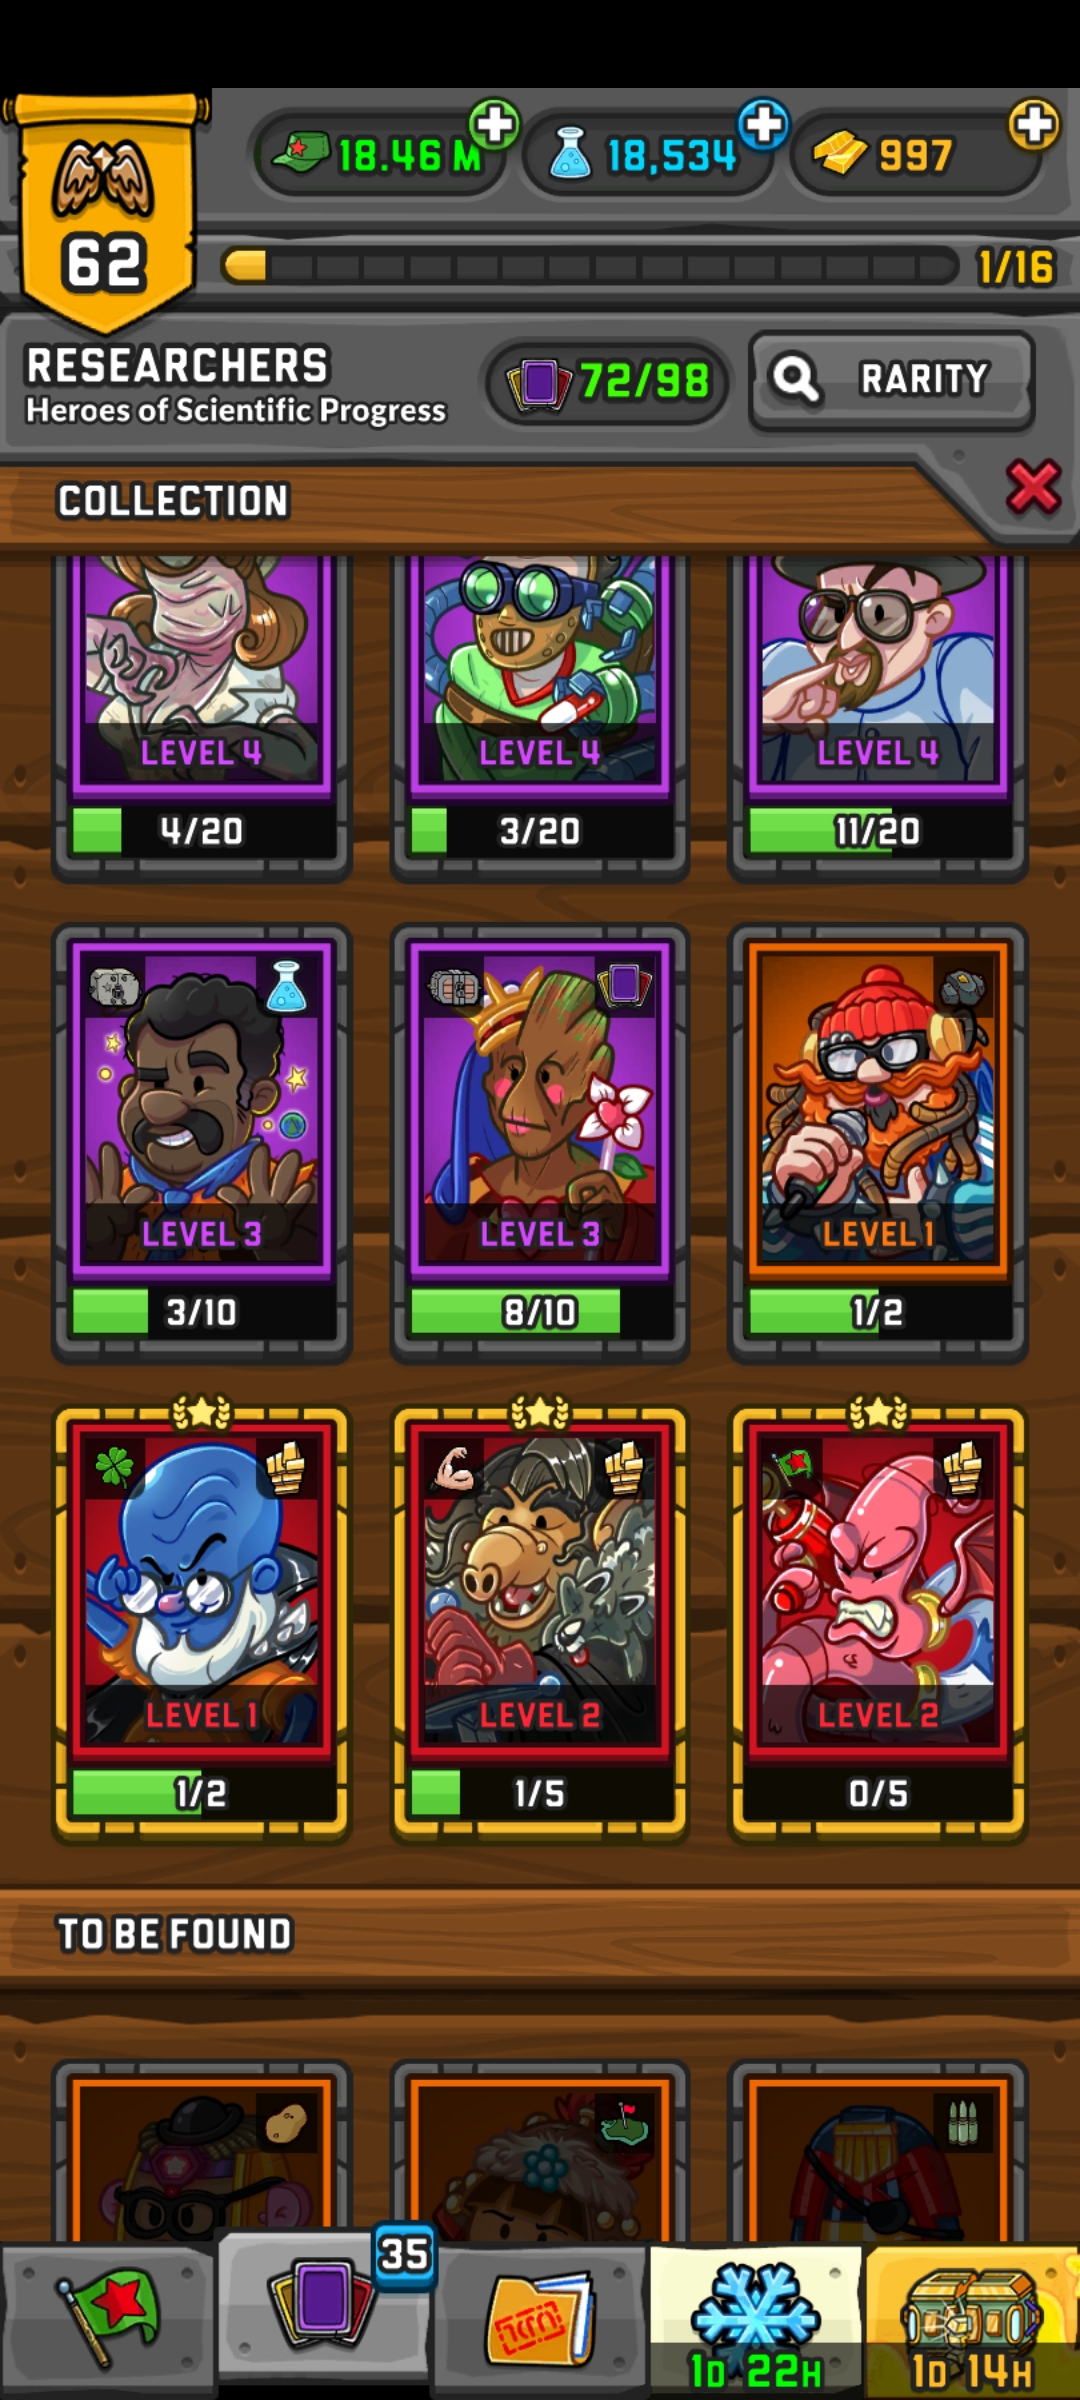 18.46 M
18,534
997
62
1/16
RESEARCHERS
Heroes of Scientific Progress
72/98
RARITY
COLLECTION
LEVEL 4
LEVEL 4
LEVEL 4
4/20
3/20
11/20
LEVEL 3
LEVEL 3
LEVEL 1
3/10
8/10
1/2
LEVEL 1
LEVEL 2
LEVEL 2
1/2
1/5
0/5
TO BE FOUND
35
1D 22H
1D 14H